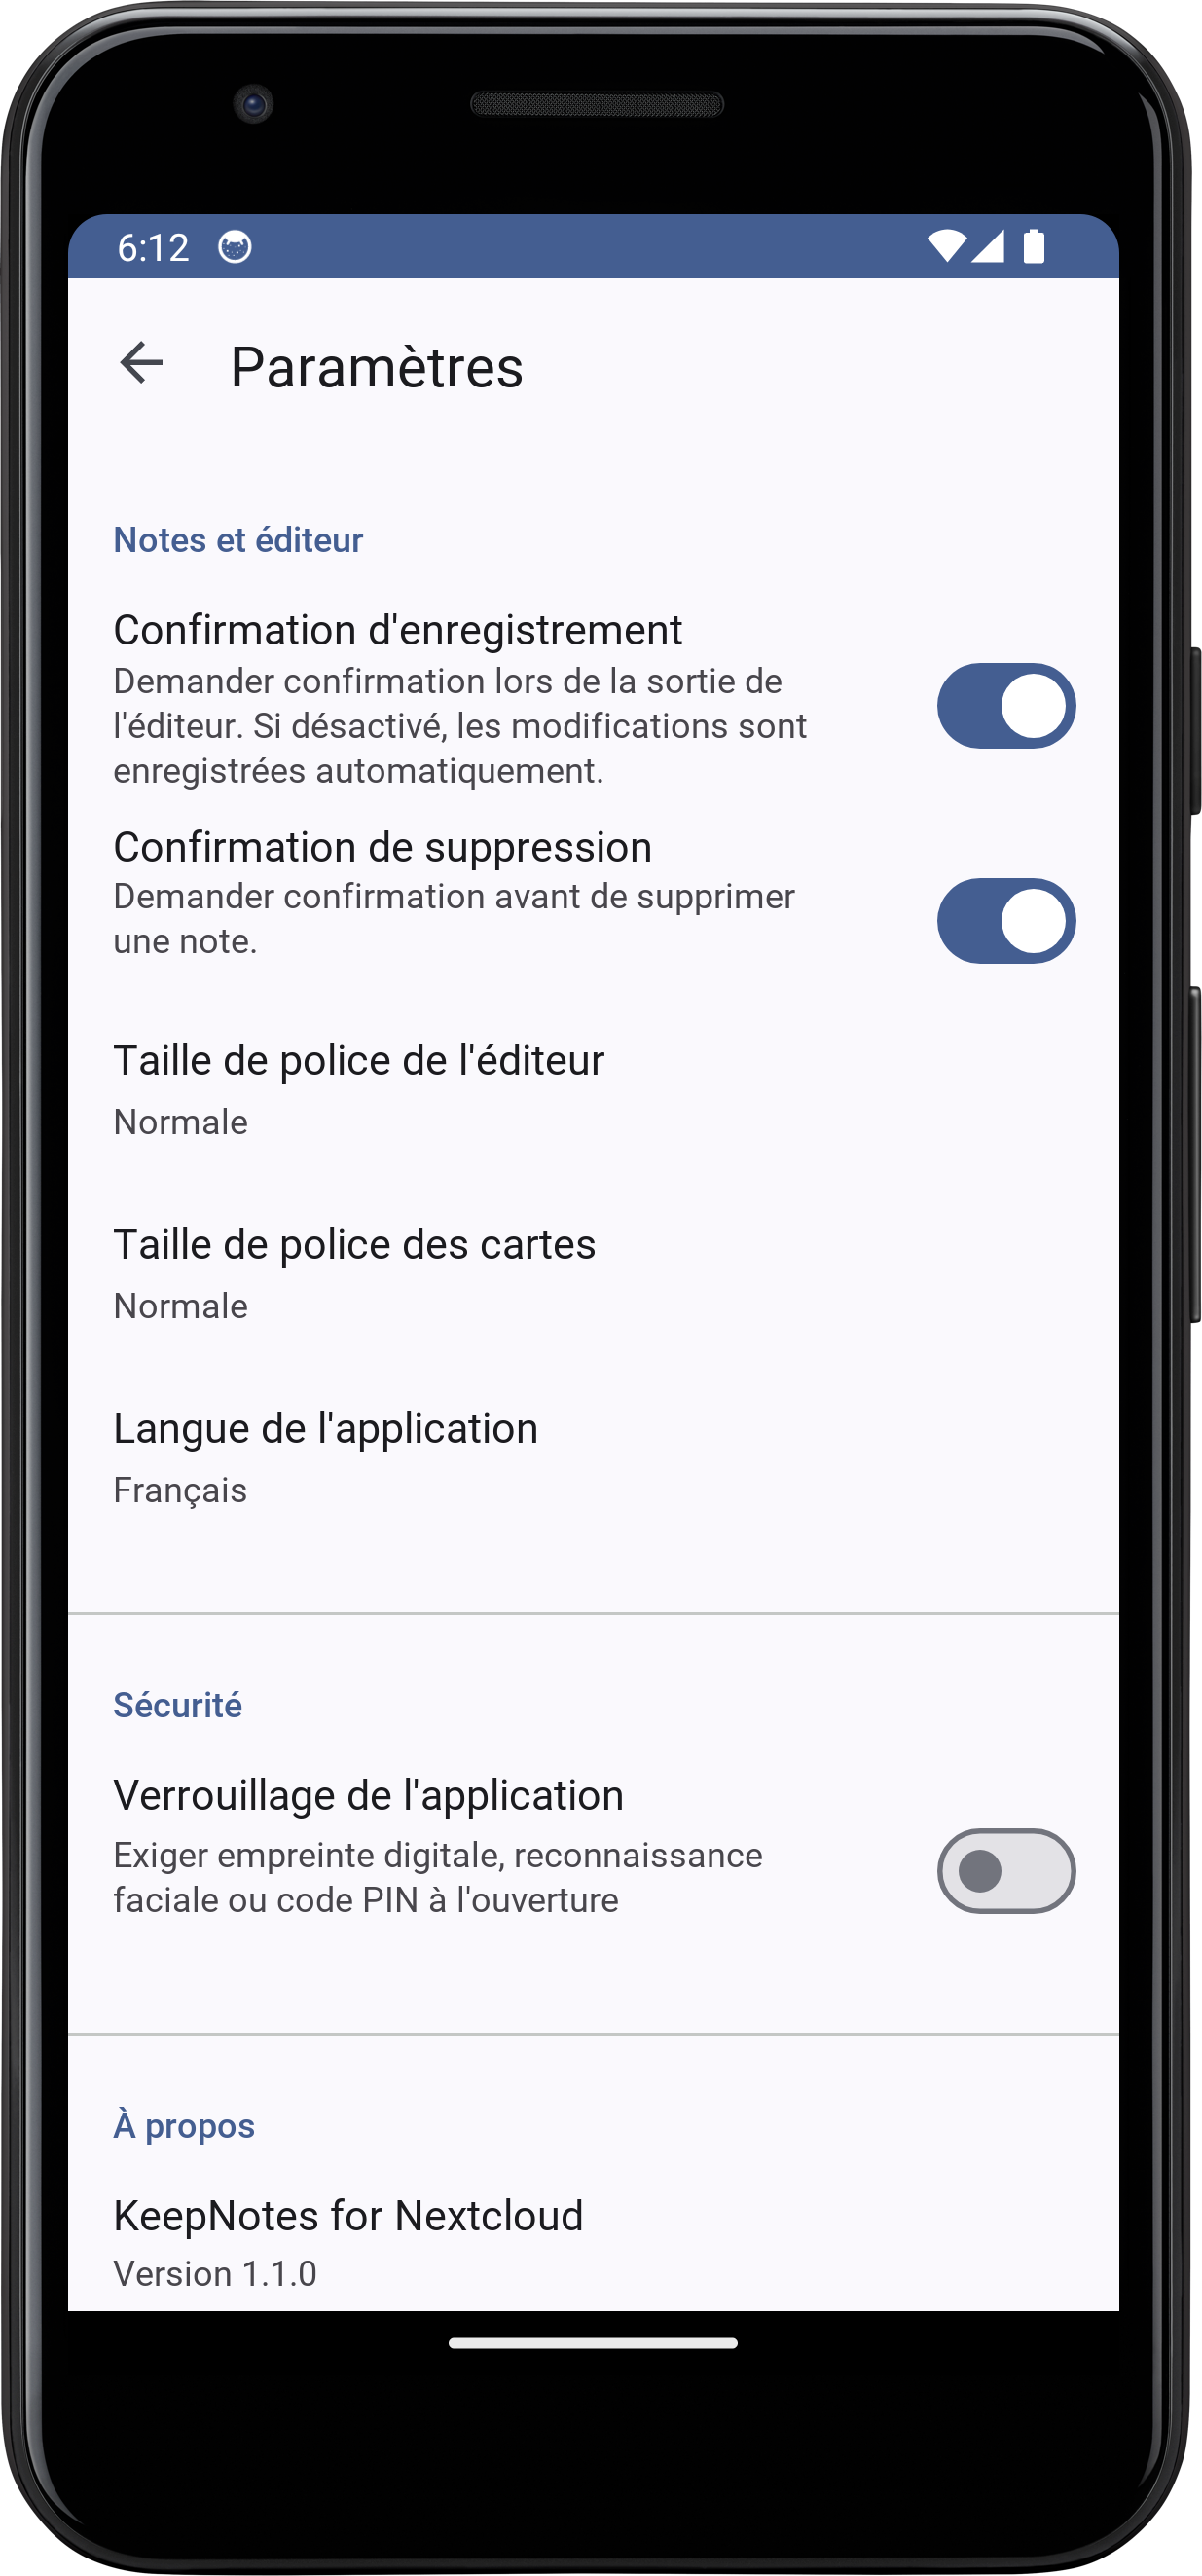 6:12
Paramètres
Notes et éditeur
Confirmation d'enregistrement
Demander confirmation lors de la sortie de
l'éditeur. Si désactivé, les modifications sont
enregistrées automatiquement.
Confirmation de suppression
Demander confirmation avant de supprimer
une note.
Taille de police de l'éditeur
Normale
Taille de police des cartes
Normale
Langue de l'application
Français
Sécurité
Verrouillage de l'application
Exiger empreinte digitale, reconnaissance
faciale ou code PIN à l'ouverture
À propos
KeepNotes for Nextcloud
Version 1.1.0